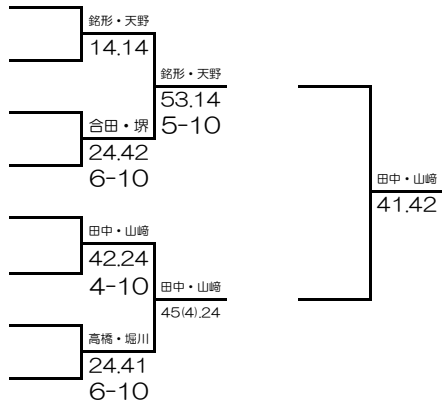 銘形・天野
14.14
銘形・天野
53.14
5-10
合田・堺
24.42
6-10
田中・山﨑
41.42
田中・山﨑
42.24
4-10
田中・山﨑
45(4).24
高橋・堀川
24.41
6-10